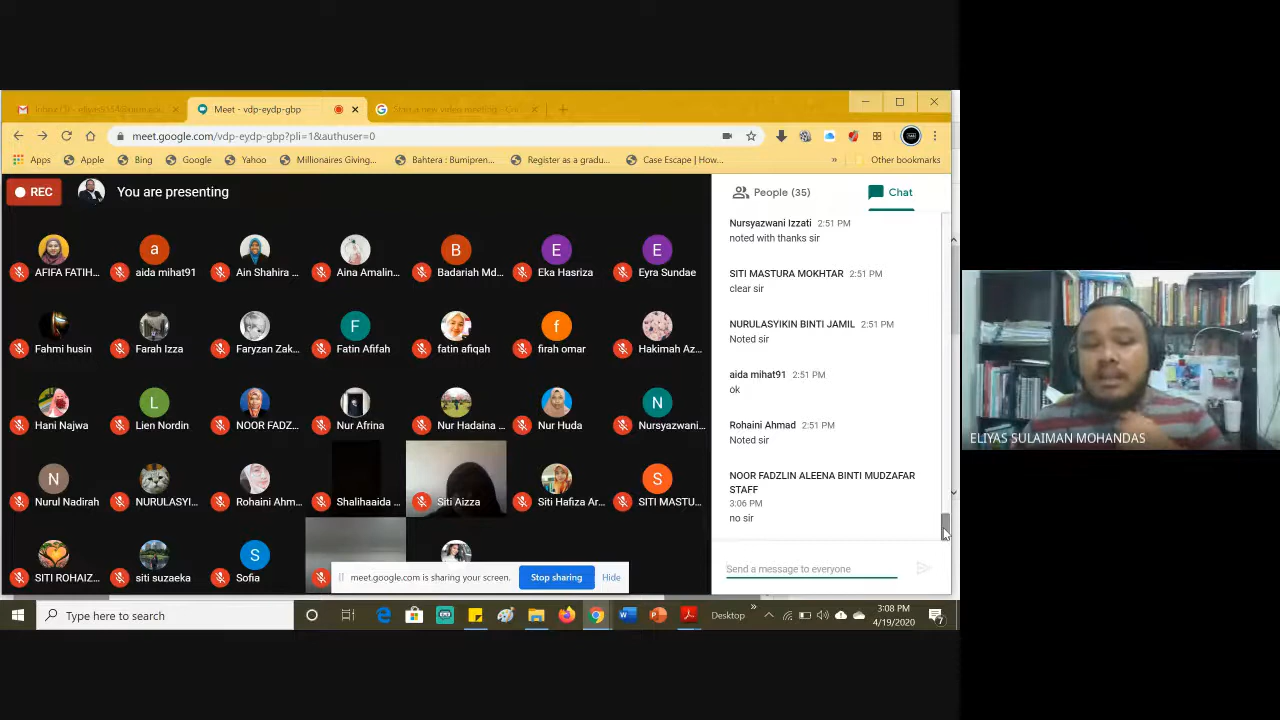 Meet - vdp-eydp-gbp
meet.google.com/vdp-eydp-gbp?pli=1&authuser=0
Apps Apple Bing Google Yahoo Millionaires Giving... Bahtera : Bumipren... Register as a gradu... Case Escape | How... » Other bookmarks
REC You are presenting
People (35) Chat
AFIFA FATIH... aida mihat91 Ain Shahira ... Aina Amalin... Badariah Md... Eka Hasriza Eyra Sundae
Fahmi husin Farah Izza Faryzan Zak... Fatin Afifah fatin afiqah firah omar Hakimah Az...
Hani Najwa Lien Nordin NOOR FADZ... Nur Afrina Nur Hadaina ... Nur Huda Nursyazwani...
Nurul Nadirah NURULASYI... Rohaini Ahm... Shalihaaida ... Siti Aizza Siti Hafiza Ar... SITI MASTU...
SITI ROHAIZ... siti suzaeka Sofia
Nursyazwani Izzati 2:51 PM
noted with thanks sir
SITI MASTURA MOKHTAR 2:51 PM
clear sir
NURULASYIKIN BINTI JAMIL 2:51 PM
Noted sir
aida mihat91 2:51 PM
ok
Rohaini Ahmad 2:51 PM
Noted sir
NOOR FADZLIN ALEENA BINTI MUDZAFAR
STAFF
3:06 PM
no sir
Send a message to everyone
meet.google.com is sharing your screen. Stop sharing Hide
Type here to search
Desktop »
3:08 PM
4/19/2020
7
ELIYAS SULAIMAN MOHANDAS